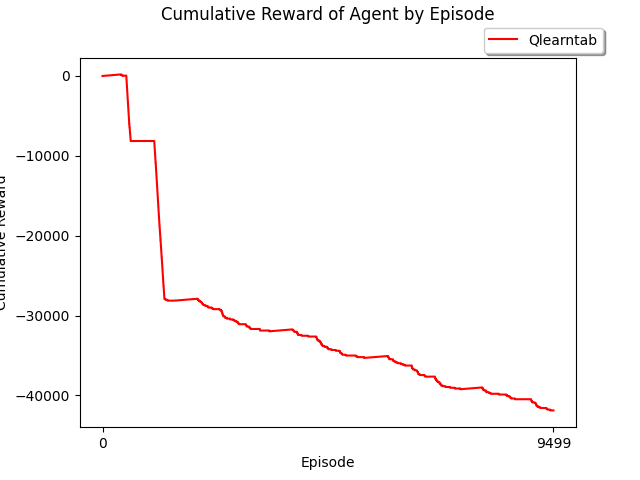 Cumulative Reward of Agent by Episode
Qlearntab
0
−10000
−20000
−30000
−40000
Cumulative Reward
0 9499
Episode